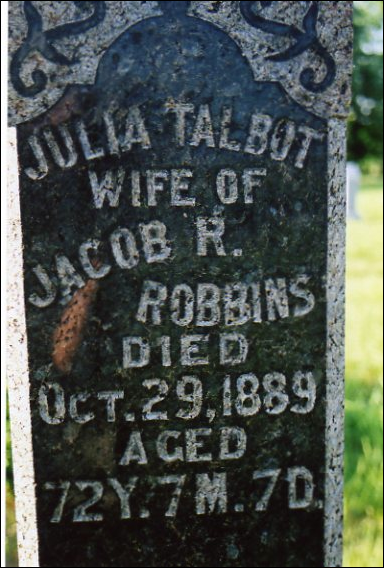 JULIA TALBOT
WIFE OF
JACOB R.
ROBBINS
DIED
OCT. 29, 1889
AGED
72Y. 7M. 7D.